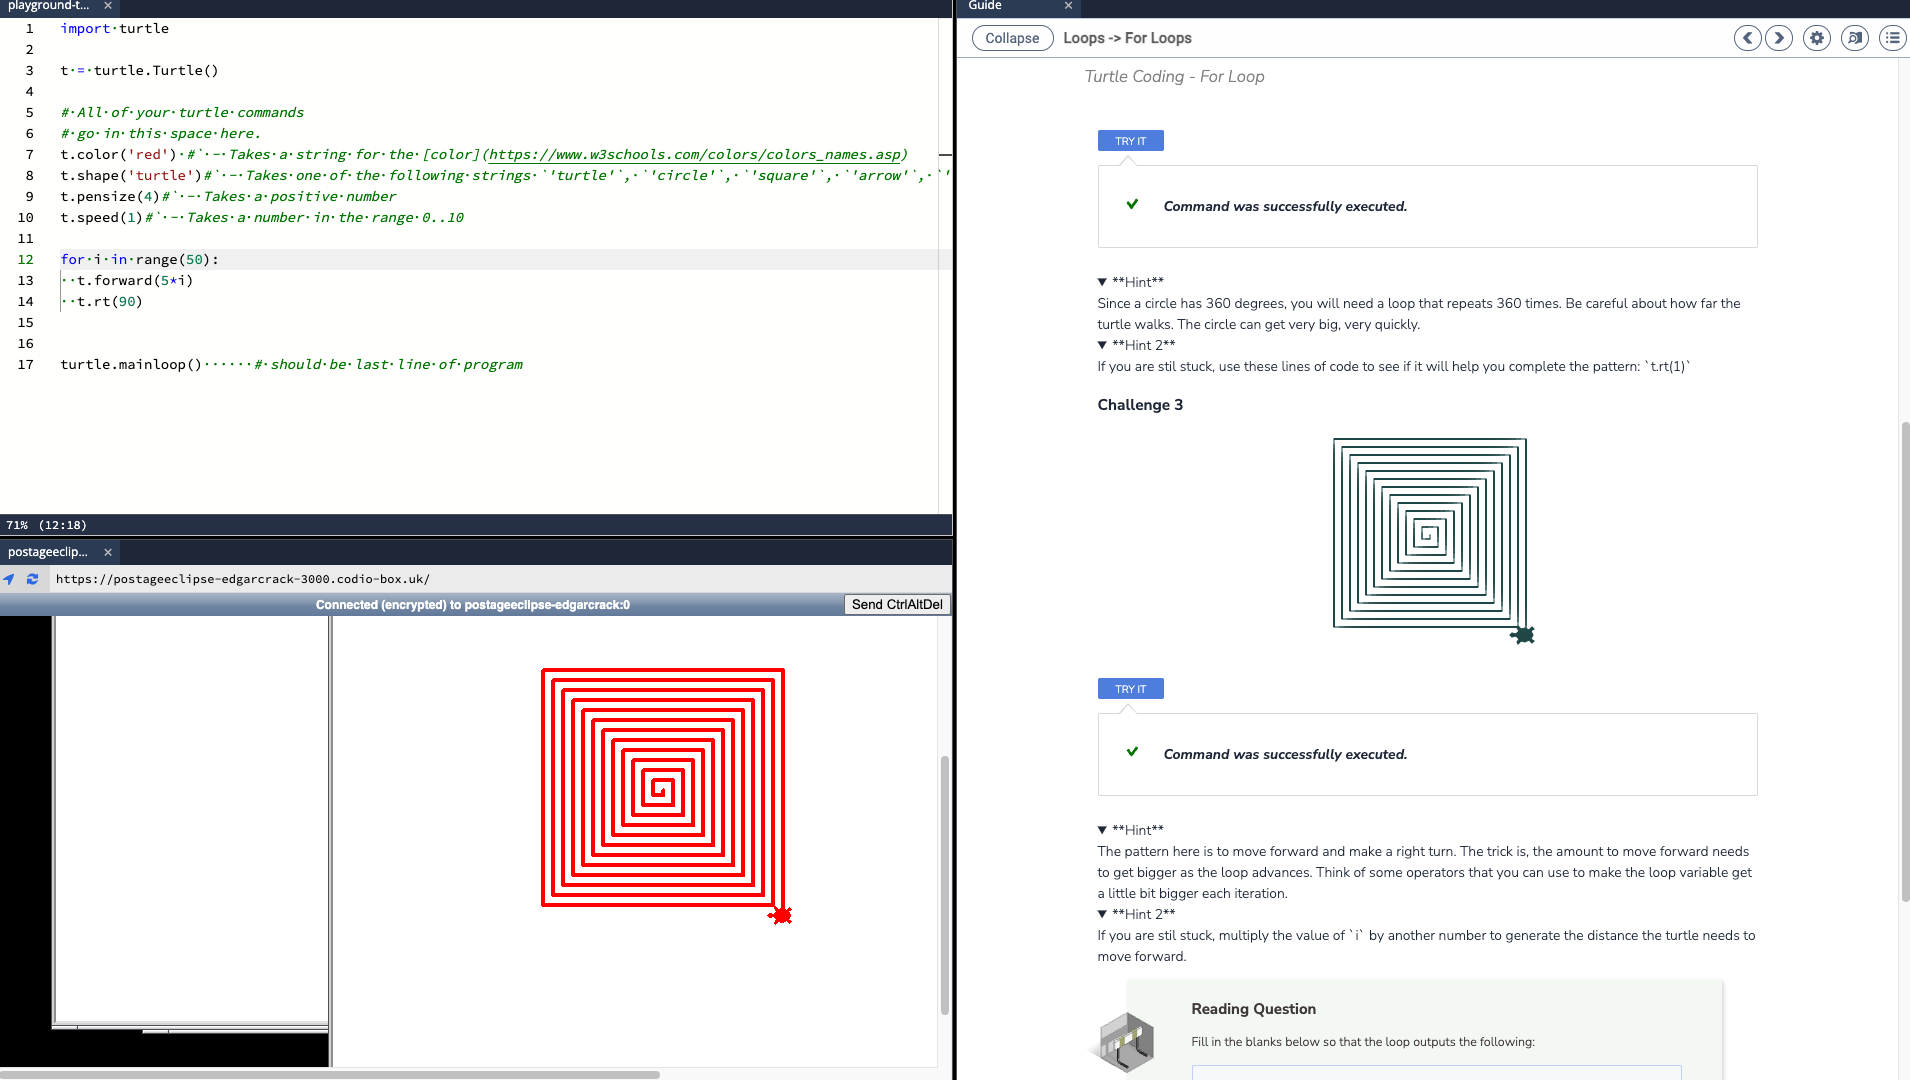 playground-t...
1 import turtle
2
3 t = turtle.Turtle()
4
5 # All of your turtle commands
6 # go in this space here.
7 t.color('red') #` - Takes a string for the [color](https://www.w3schools.com/colors/colors_names.asp)
8 t.shape('turtle')#` - Takes one of the following strings `'turtle'`, `'circle'`, `'square'`, `'arrow'`, `'
9 t.pensize(4)#` - Takes a positive number
10 t.speed(1)#` - Takes a number in the range 0..10
11
12 for i in range(50):
13 t.forward(5*i)
14 t.rt(90)
15
16
17 turtle.mainloop() # should be last line of program
71% (12:18)
postageeclip...
https://postageeclipse-edgarcrack-3000.codio-box.uk/
Connected (encrypted) to postageeclipse-edgarcrack:0
Send CtrlAltDel
Guide
Collapse
Loops -> For Loops
Turtle Coding - For Loop
TRY IT
Command was successfully executed.
**Hint**
Since a circle has 360 degrees, you will need a loop that repeats 360 times. Be careful about how far the
turtle walks. The circle can get very big, very quickly.
**Hint 2**
If you are stil stuck, use these lines of code to see if it will help you complete the pattern: `t.rt(1)`
Challenge 3
TRY IT
Command was successfully executed.
**Hint**
The pattern here is to move forward and make a right turn. The trick is, the amount to move forward needs
to get bigger as the loop advances. Think of some operators that you can use to make the loop variable get
a little bit bigger each iteration.
**Hint 2**
If you are stil stuck, multiply the value of `i` by another number to generate the distance the turtle needs to
move forward.
Reading Question
Fill in the blanks below so that the loop outputs the following: